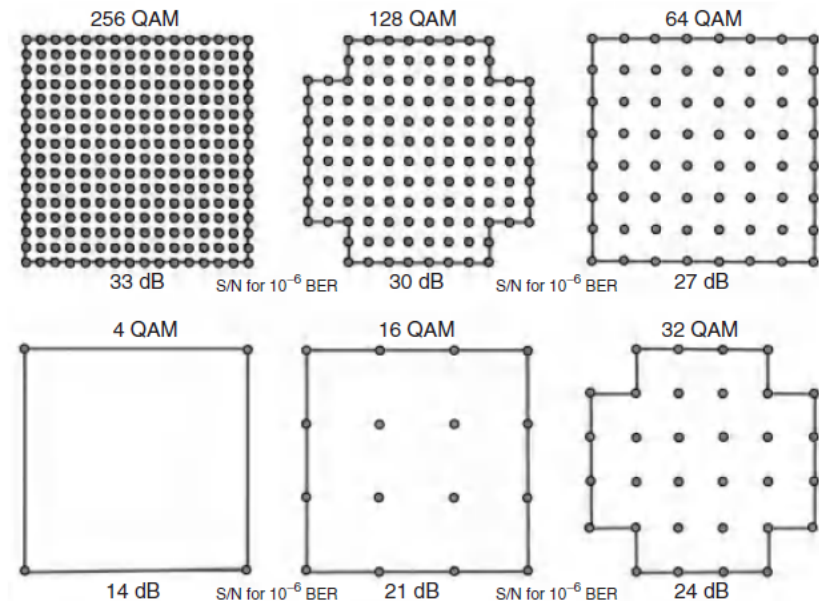 256 QAM 128 QAM 64 QAM
33 dB S/N for 10⁻⁶ BER 30 dB S/N for 10⁻⁶ BER 27 dB
4 QAM 16 QAM 32 QAM
14 dB S/N for 10⁻⁶ BER 21 dB S/N for 10⁻⁶ BER 24 dB